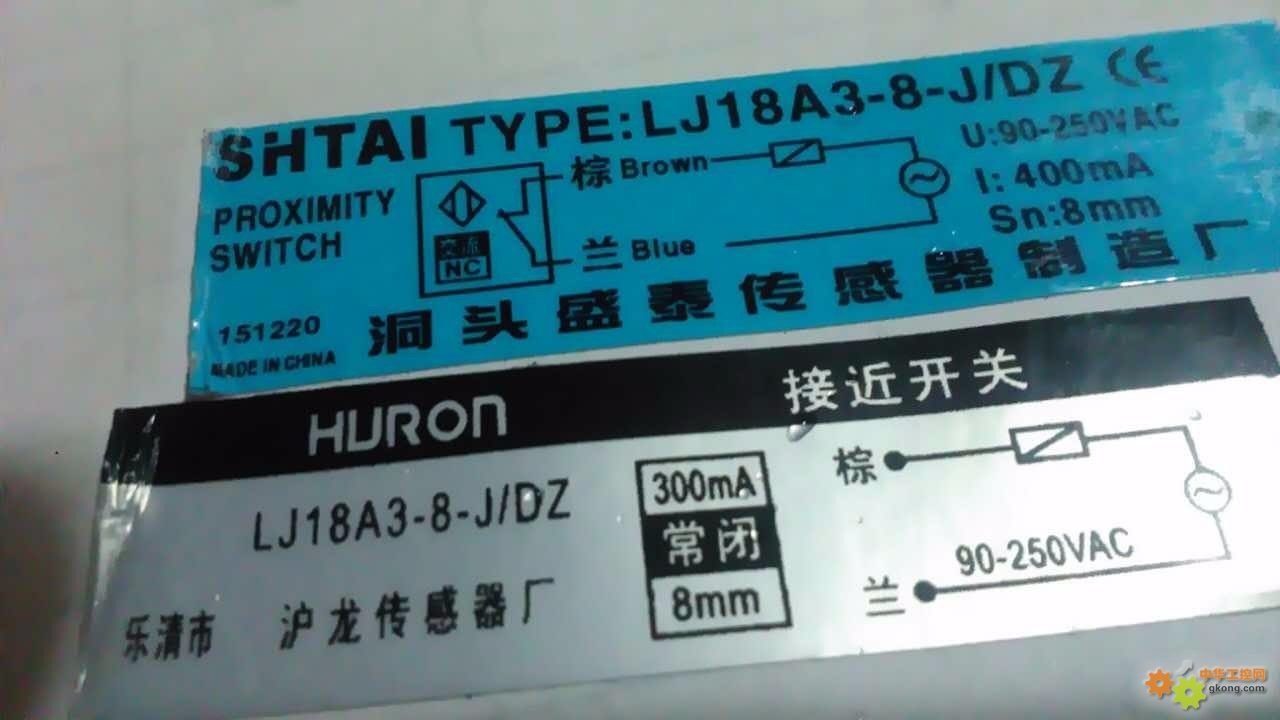 SHTAI TYPE:LJ18A3-8-J/DZ CE
U:90-250VAC
I: 400mA
Sn:8mm
PROXIMITY
SWITCH
棕 Brown
交流
NC
兰 Blue
151220
MADE IN CHINA
洞头盛泰传感器制造厂
HURON 接近开关
LJ18A3-8-J/DZ
300mA
常闭
8mm
棕
90-250VAC
兰
乐清市 沪龙传感器厂
中华工控网
gkong.com